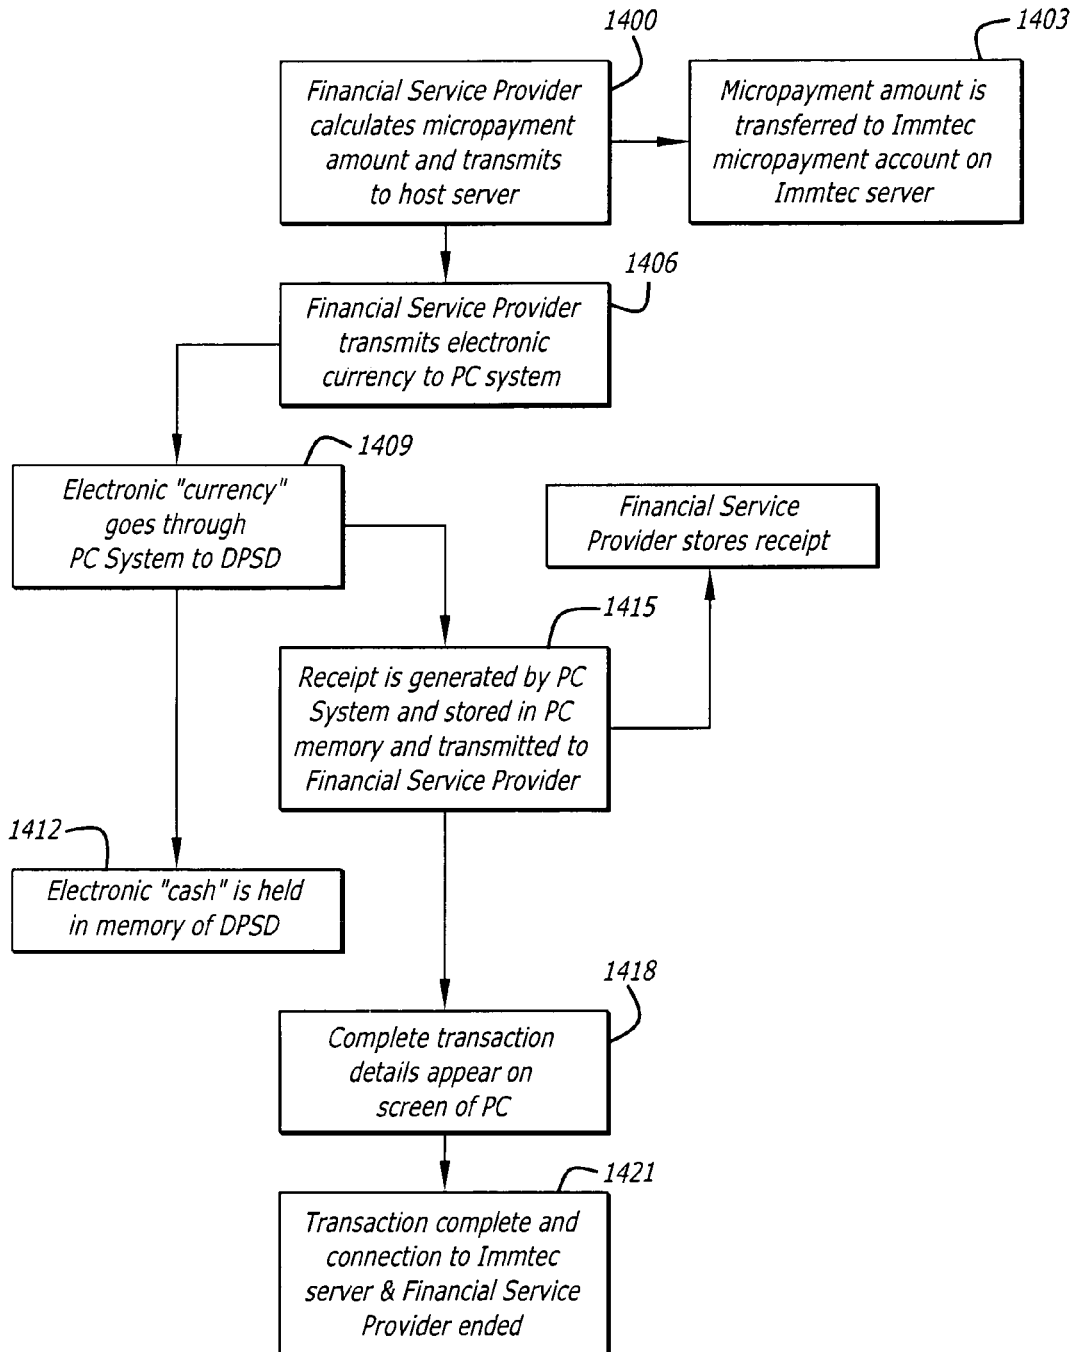 1400
Financial Service Provider
calculates micropayment
amount and transmits
to host server
1403
Micropayment amount is
transferred to Immtec
micropayment account on
Immtec server
1406
Financial Service Provider
transmits electronic
currency to PC system
1409
Electronic "currency"
goes through
PC System to DPSD
Financial Service
Provider stores receipt
1415
Receipt is generated by PC
System and stored in PC
memory and transmitted to
Financial Service Provider
1412
Electronic "cash" is held
in memory of DPSD
1418
Complete transaction
details appear on
screen of PC
1421
Transaction complete and
connection to Immtec
server & Financial Service
Provider ended